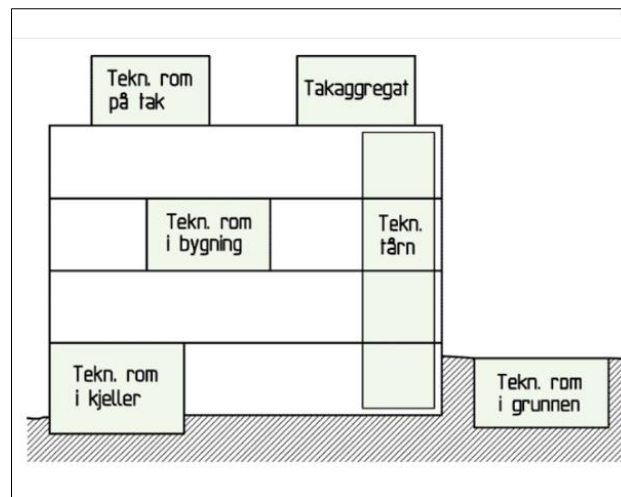 Tekn. rom
på tak
Takaggregat
Tekn. rom
i bygning
Tekn.
tårn
Tekn. rom
i kjeller
Tekn. rom
i grunnen